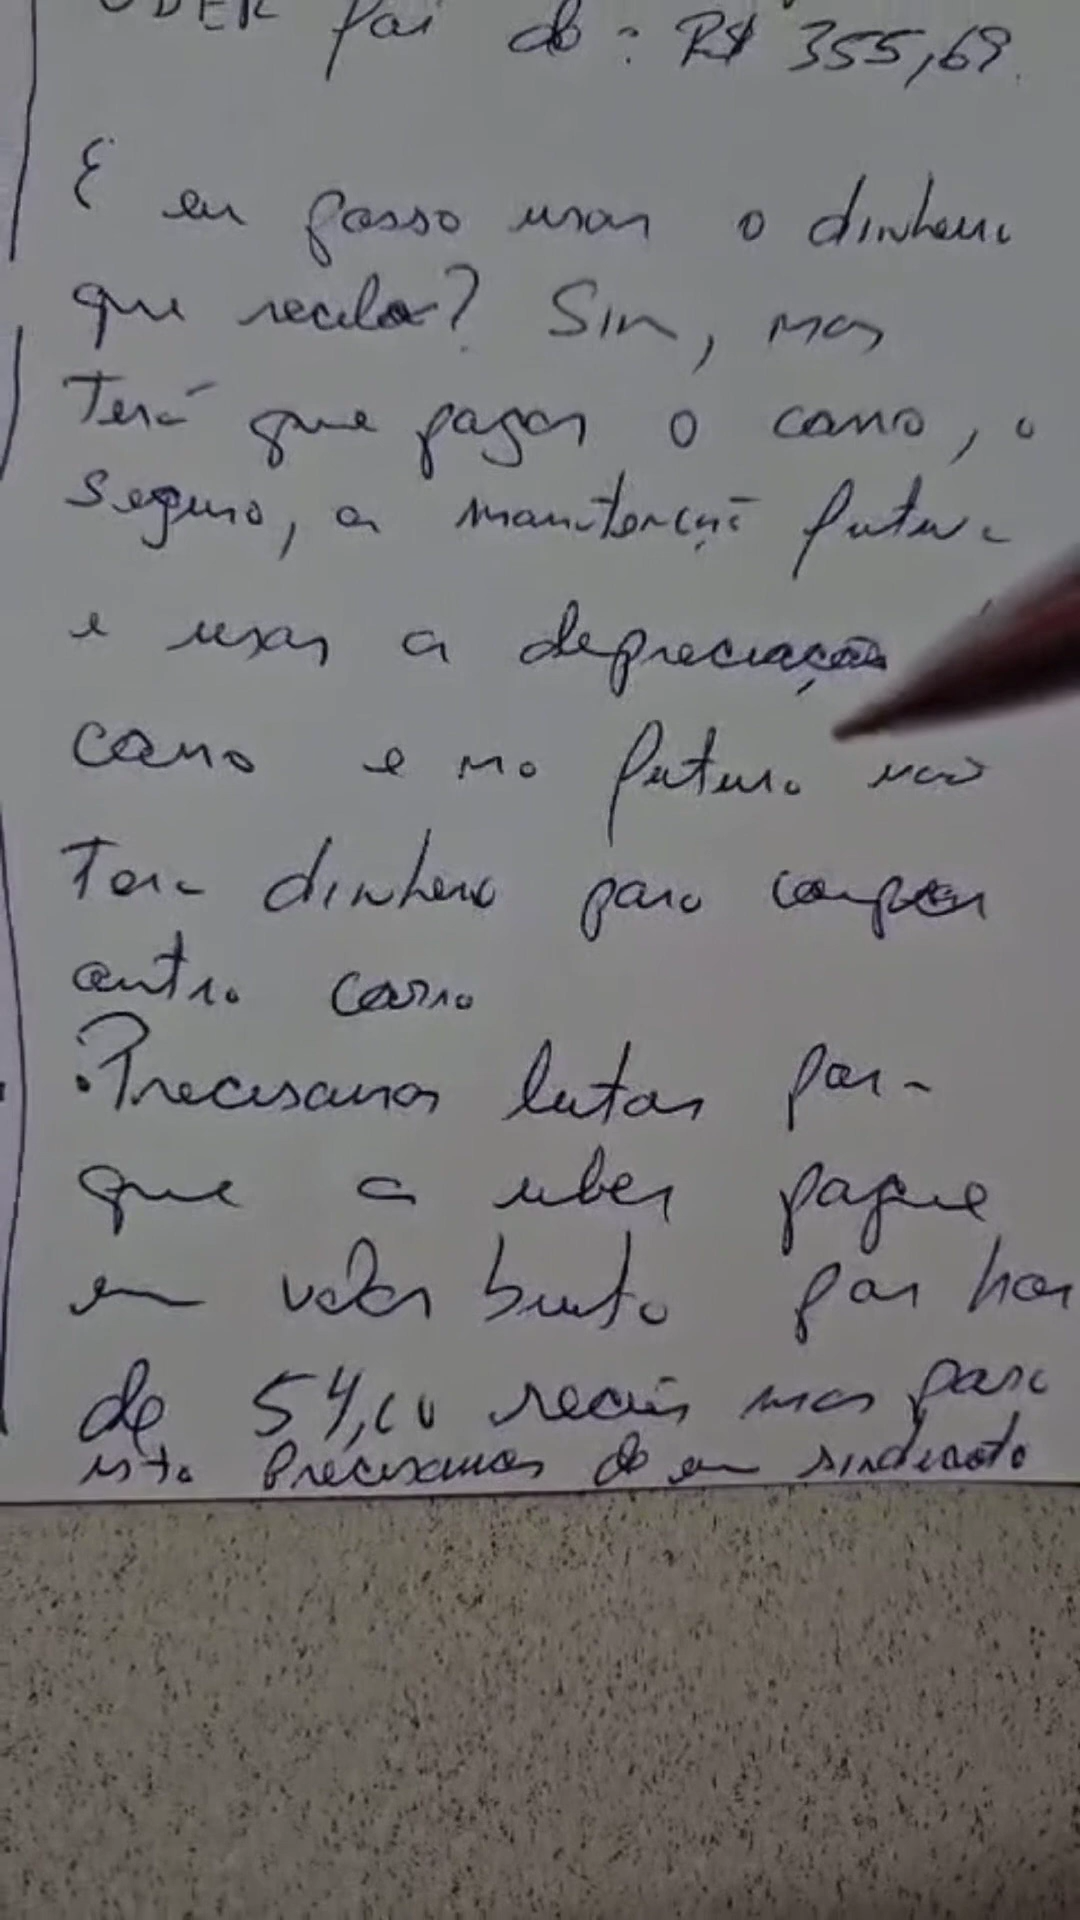 UBER foi de: R$ 355,69.
E eu posso usar o dinheiro
que recebo? Sim, mas
Terá que pagar o carro, o
seguro, a manutenção futura
e usar a depreciação
carro e no futuro não
Terá dinheiro para comprar
outro carro
•Precisamos lutar para
que a uber pague
em valor bruto por hora
de 54,00 reais mas para
isto precisamos de um sindicato